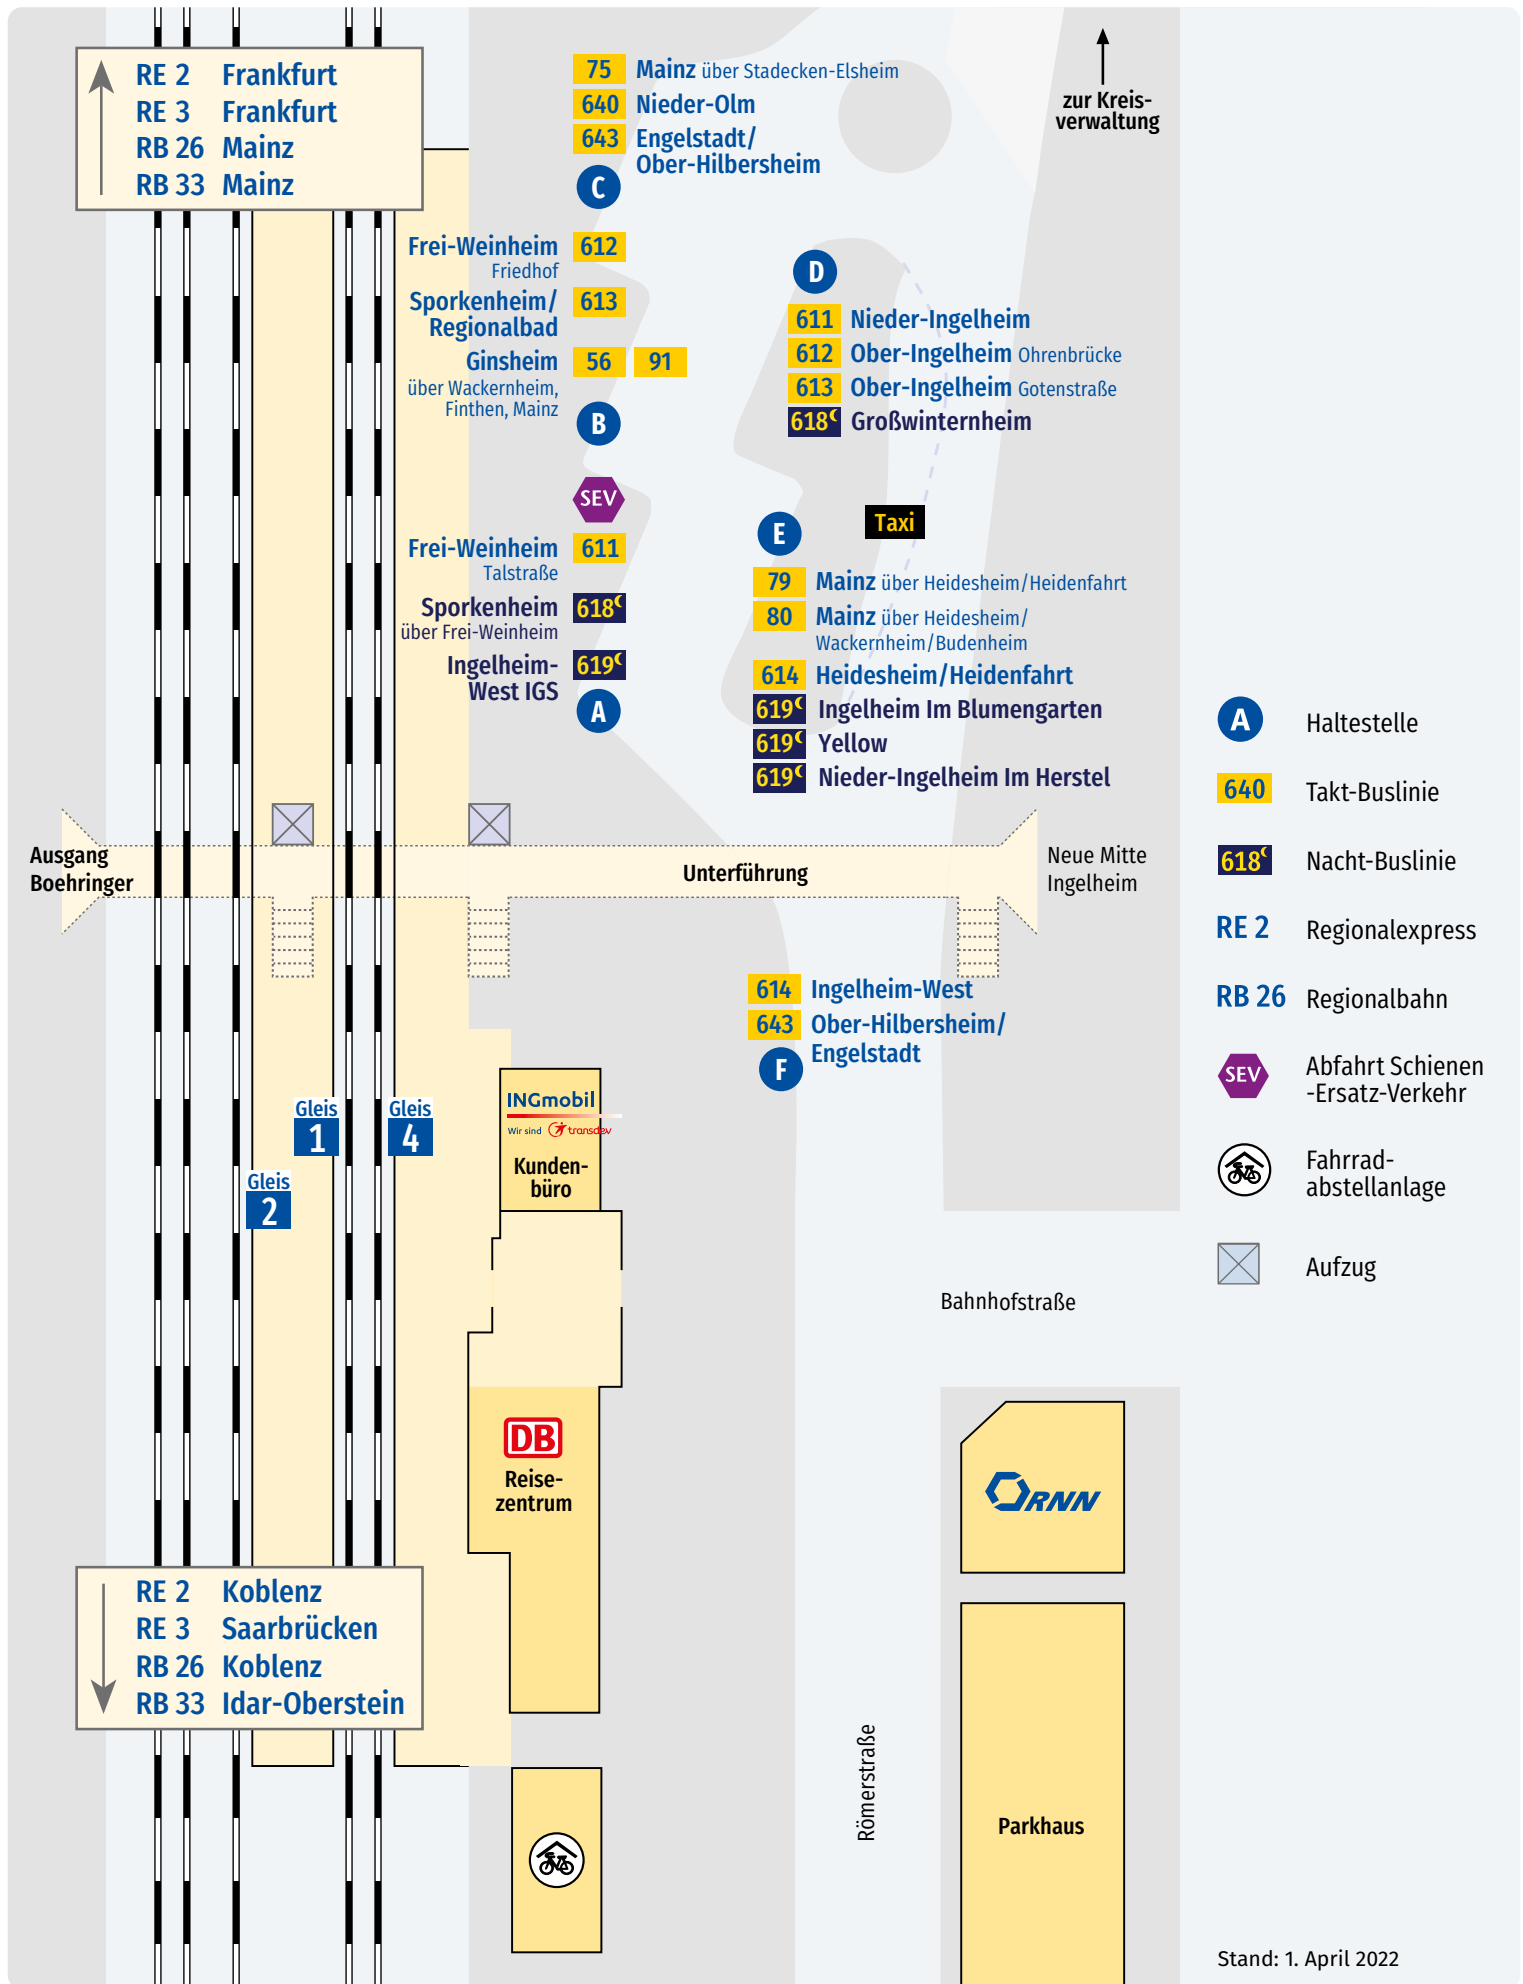 RE 2 Frankfurt
RE 3 Frankfurt
RB 26 Mainz
RB 33 Mainz
75 Mainz über Stadecken-Elsheim
640 Nieder-Olm
643 Engelstadt/
Ober-Hilbersheim
C
zur Kreis-
verwaltung
Frei-Weinheim 612
Friedhof
Sporkenheim/ 613
Regionalbad
Ginsheim 56 91
über Wackernheim,
Finthen, Mainz
B
D
611 Nieder-Ingelheim
612 Ober-Ingelheim Ohrenbrücke
613 Ober-Ingelheim Gotenstraße
618 Großwinternheim
SEV
Frei-Weinheim 611
Talstraße
Sporkenheim 618
über Frei-Weinheim
Ingelheim- 619
West IGS
A
E
Taxi
79 Mainz über Heidesheim/Heidenfahrt
80 Mainz über Heidesheim/
Wackernheim/Budenheim
614 Heidesheim/Heidenfahrt
619 Ingelheim Im Blumengarten
619 Yellow
619 Nieder-Ingelheim Im Herstel
Ausgang
Boehringer
Unterführung
Neue Mitte
Ingelheim
614 Ingelheim-West
643 Ober-Hilbersheim/
Engelstadt
F
Gleis
1
Gleis
4
Gleis
2
INGmobil
Wir sind transdev
Kunden-
büro
Bahnhofstraße
DB
Reise-
zentrum
RNN
RE 2 Koblenz
RE 3 Saarbrücken
RB 26 Koblenz
RB 33 Idar-Oberstein
Römerstraße
Parkhaus
A Haltestelle
640 Takt-Buslinie
618 Nacht-Buslinie
RE 2 Regionalexpress
RB 26 Regionalbahn
SEV Abfahrt Schienen
-Ersatz-Verkehr
Fahrrad-
abstellanlage
Aufzug
Stand: 1. April 2022